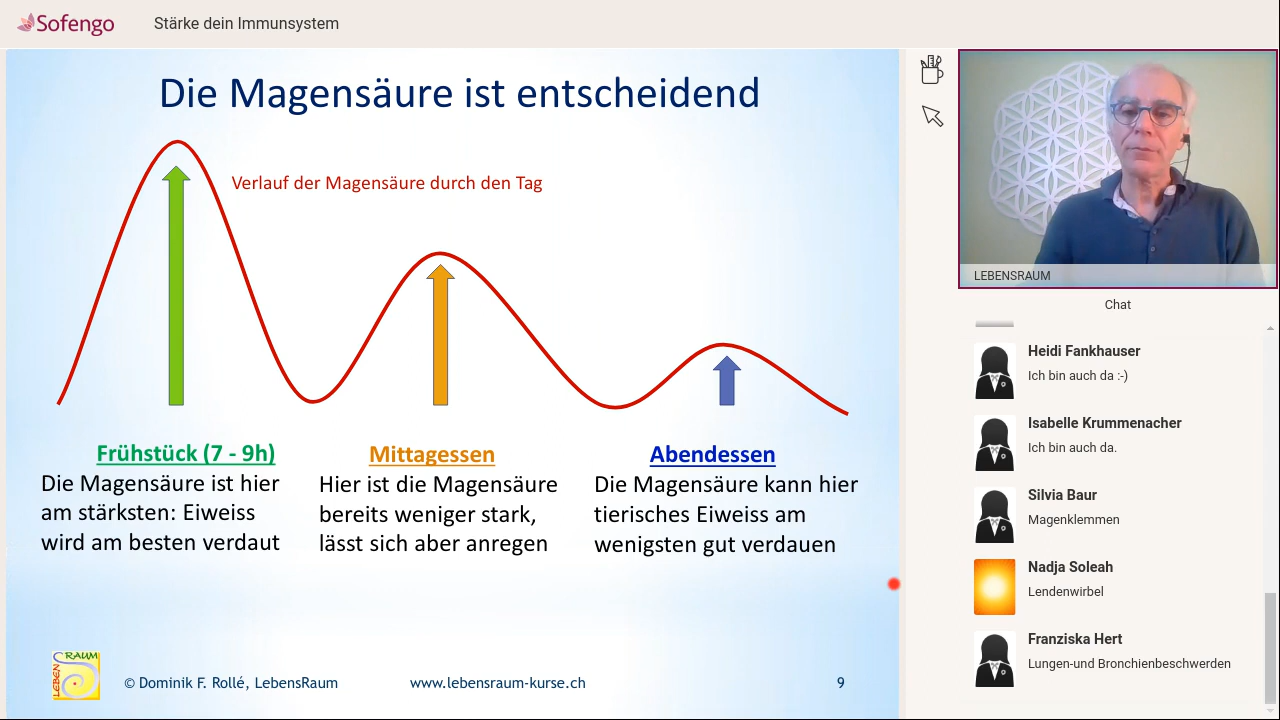 Sofengo
Stärke dein Immunsystem
Die Magensäure ist entscheidend
Verlauf der Magensäure durch den Tag
Frühstück (7 - 9h)
Die Magensäure ist hier
am stärksten: Eiweiss
wird am besten verdaut
Mittagessen
Hier ist die Magensäure
bereits weniger stark,
lässt sich aber anregen
Abendessen
Die Magensäure kann hier
tierisches Eiweiss am
wenigsten gut verdauen
LEBENS
RAUM
© Dominik F. Rollé, LebensRaum
www.lebensraum-kurse.ch
9
LEBENSRAUM
Chat
Heidi Fankhauser
Ich bin auch da :-)
Isabelle Krummenacher
Ich bin auch da.
Silvia Baur
Magenklemmen
Nadja Soleah
Lendenwirbel
Franziska Hert
Lungen-und Bronchienbeschwerden